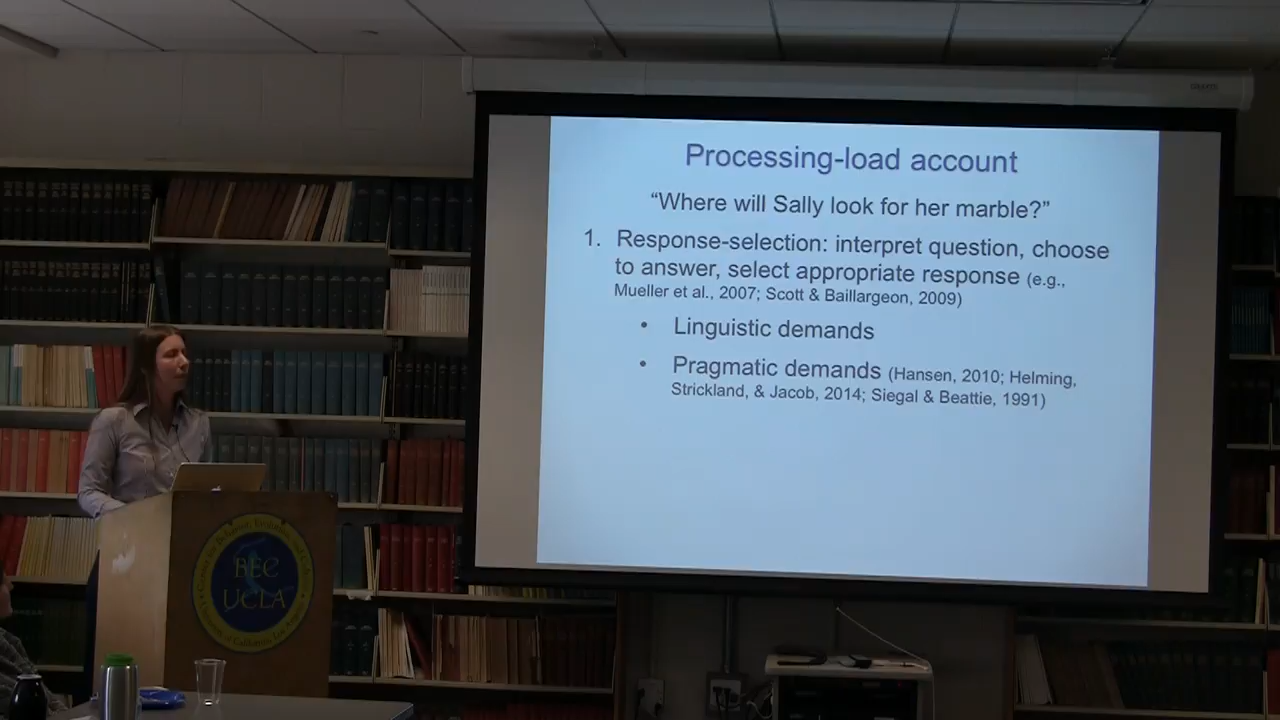 Processing-load account
“Where will Sally look for her marble?”
1. Response-selection: interpret question, choose
to answer, select appropriate response (e.g.,
Mueller et al., 2007; Scott & Baillargeon, 2009)
• Linguistic demands
• Pragmatic demands (Hansen, 2010; Helming,
Strickland, & Jacob, 2014; Siegal & Beattie, 1991)
BEC
UCLA